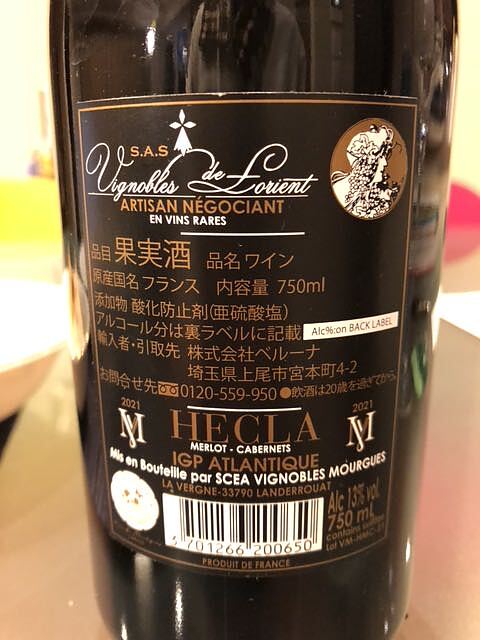 S.A.S
Vignobles de Lorient
ARTISAN NÉGOCIANT
EN VINS RARES
品目 果実酒 品名 ワイン
原産国名 フランス 内容量 750ml
添加物 酸化防止剤(亜硫酸塩)
アルコール分は裏ラベルに記載 Alc%:on BACK LABEL
輸入者・引取先 株式会社ベルーナ
埼玉県上尾市宮本町4-2
お問合せ先 0120-559-950 ●飲酒は20歳を過ぎてから。
2021 HECLA 2021
MERLOT - CABERNETS
IGP ATLANTIQUE
Mis en Bouteille par SCEA VIGNOBLES MOURGUES
LA VERGNE-33790 LANDERROUAT
Alc 13% vol.
750 mL
contains sulfites
Lot VM-HMC-21
3 701266 200650
PRODUIT DE FRANCE